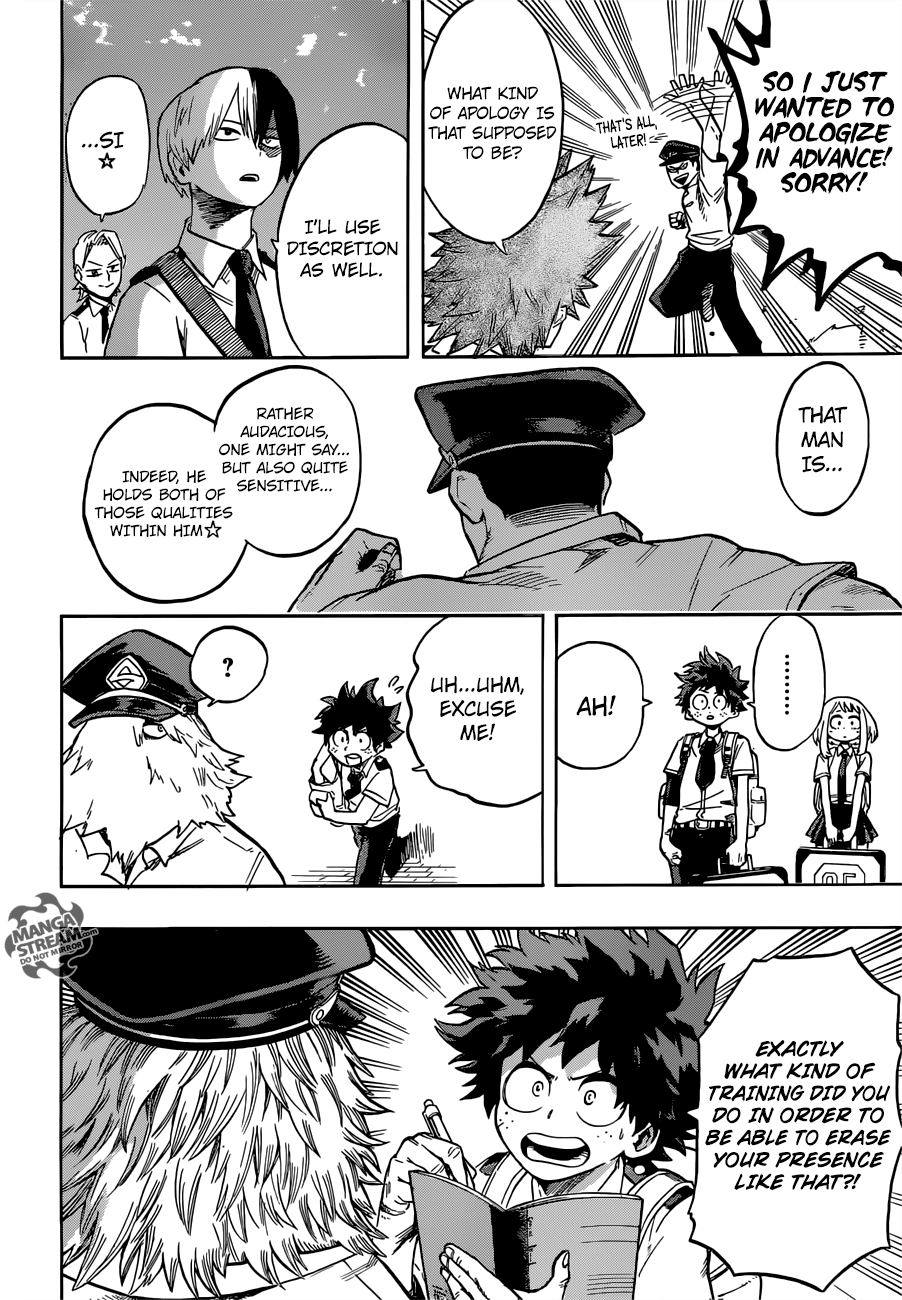 SO I JUST
WANTED TO
APOLOGIZE
IN ADVANCE!
SORRY!
THAT'S ALL,
LATER!
WHAT KIND
OF APOLOGY IS
THAT SUPPOSED
TO BE?
I'LL USE
DISCRETION
AS WELL.
...SI
☆
THAT
MAN
IS...
RATHER
AUDACIOUS,
ONE MIGHT SAY...
BUT ALSO QUITE
SENSITIVE...
INDEED, HE
HOLDS BOTH OF
THOSE QUALITIES
WITHIN HIM☆
.........
AH!
UH...UHM,
EXCUSE
ME!
?
MANGA
STREAM.com
DO NOT MIRROR
EXACTLY
WHAT KIND OF
TRAINING DID YOU
DO IN ORDER TO
BE ABLE TO ERASE
YOUR PRESENCE
LIKE THAT?!